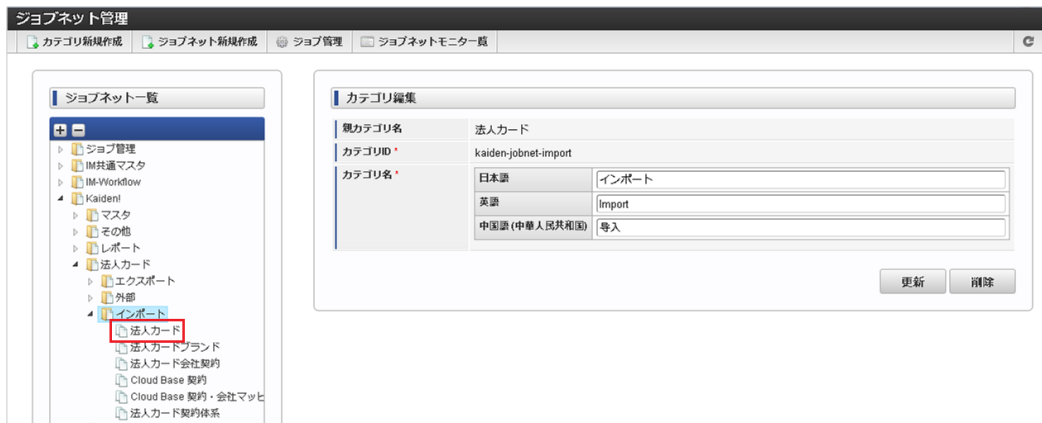 ジョブネット管理
カテゴリ新規作成 ジョブネット新規作成 ジョブ管理 ジョブネットモニター覧
ジョブネット一覧
ジョブ管理
IM共通マスタ
IM-Workflow
Kaiden!
マスタ
その他
レポート
法人カード
エクスポート
外部
インポート
法人カード
法人カードブランド
法人カード会社契約
Cloud Base 契約
Cloud Base 契約・会社マッピ
法人カード契約体系
カテゴリ編集
親カテゴリ名 法人カード
カテゴリID * kaiden-jobnet-import
カテゴリ名 *
日本語 インポート
英語 Import
中国語 (中華人民共和国) 导入
更新 削除